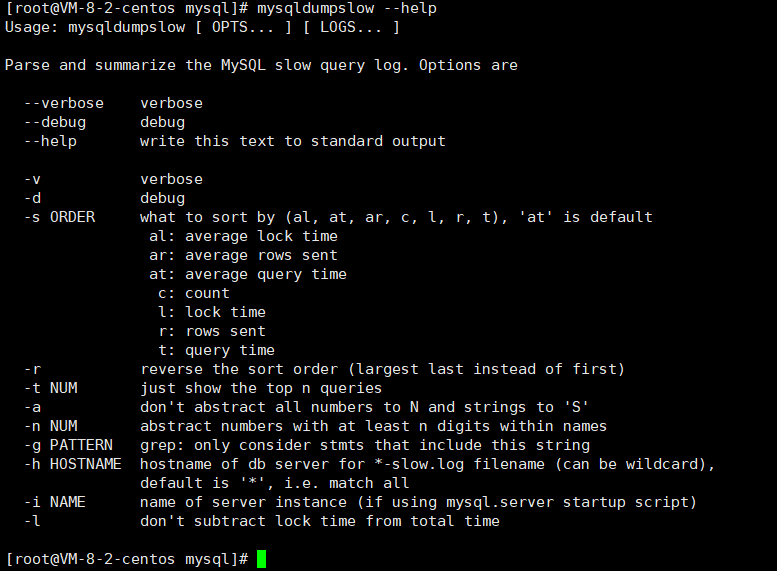 [root@VM-8-2-centos mysql]# mysqldumpslow --help
Usage: mysqldumpslow [ OPTS... ] [ LOGS... ]

Parse and summarize the MySQL slow query log. Options are

  --verbose    verbose
  --debug      debug
  --help       write this text to standard output

  -v           verbose
  -d           debug
  -s ORDER     what to sort by (al, at, ar, c, l, r, t), 'at' is default
                al: average lock time
                ar: average rows sent
                at: average query time
                 c: count
                 l: lock time
                 r: rows sent
                 t: query time
  -r           reverse the sort order (largest last instead of first)
  -t NUM       just show the top n queries
  -a           don't abstract all numbers to N and strings to 'S'
  -n NUM       abstract numbers with at least n digits within names
  -g PATTERN   grep: only consider stmts that include this string
  -h HOSTNAME  hostname of db server for *-slow.log filename (can be wildcard),
               default is '*', i.e. match all
  -i NAME      name of server instance (if using mysql.server startup script)
  -l           don't subtract lock time from total time

[root@VM-8-2-centos mysql]#